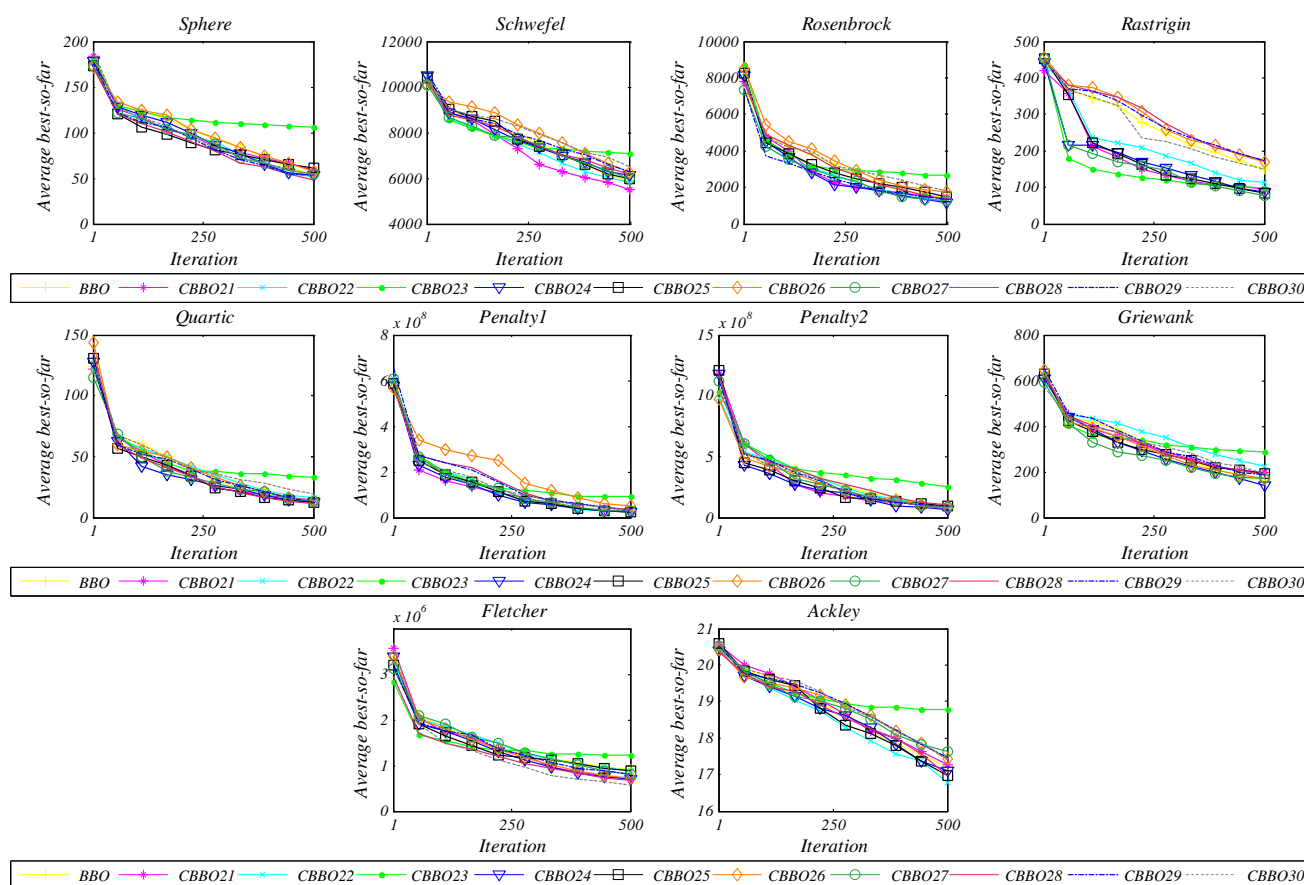 Sphere
Average best-so-far
200
150
100
50
0
1
250
500
Iteration
Schwefel
Average best-so-far
12000
10000
8000
6000
4000
1
250
500
Iteration
Rosenbrock
Average best-so-far
10000
8000
6000
4000
2000
0
1
250
500
Iteration
Rastrigin
Average best-so-far
500
400
300
200
100
0
1
250
500
Iteration
BBO CBBO21 CBBO22 CBBO23 CBBO24 CBBO25 CBBO26 CBBO27 CBBO28 CBBO29 CBBO30
Quartic
Average best-so-far
150
100
50
0
1
250
500
Iteration
Penalty1
x 10^8
Average best-so-far
8
6
4
2
0
1
250
500
Iteration
Penalty2
x 10^8
Average best-so-far
15
10
5
0
1
250
500
Iteration
Griewank
Average best-so-far
800
600
400
200
0
1
250
500
Iteration
BBO CBBO21 CBBO22 CBBO23 CBBO24 CBBO25 CBBO26 CBBO27 CBBO28 CBBO29 CBBO30
Fletcher
x 10^6
Average best-so-far
3
2
1
0
1
250
500
Iteration
Ackley
Average best-so-far
21
20
19
18
17
16
1
250
500
Iteration
BBO CBBO21 CBBO22 CBBO23 CBBO24 CBBO25 CBBO26 CBBO27 CBBO28 CBBO29 CBBO30